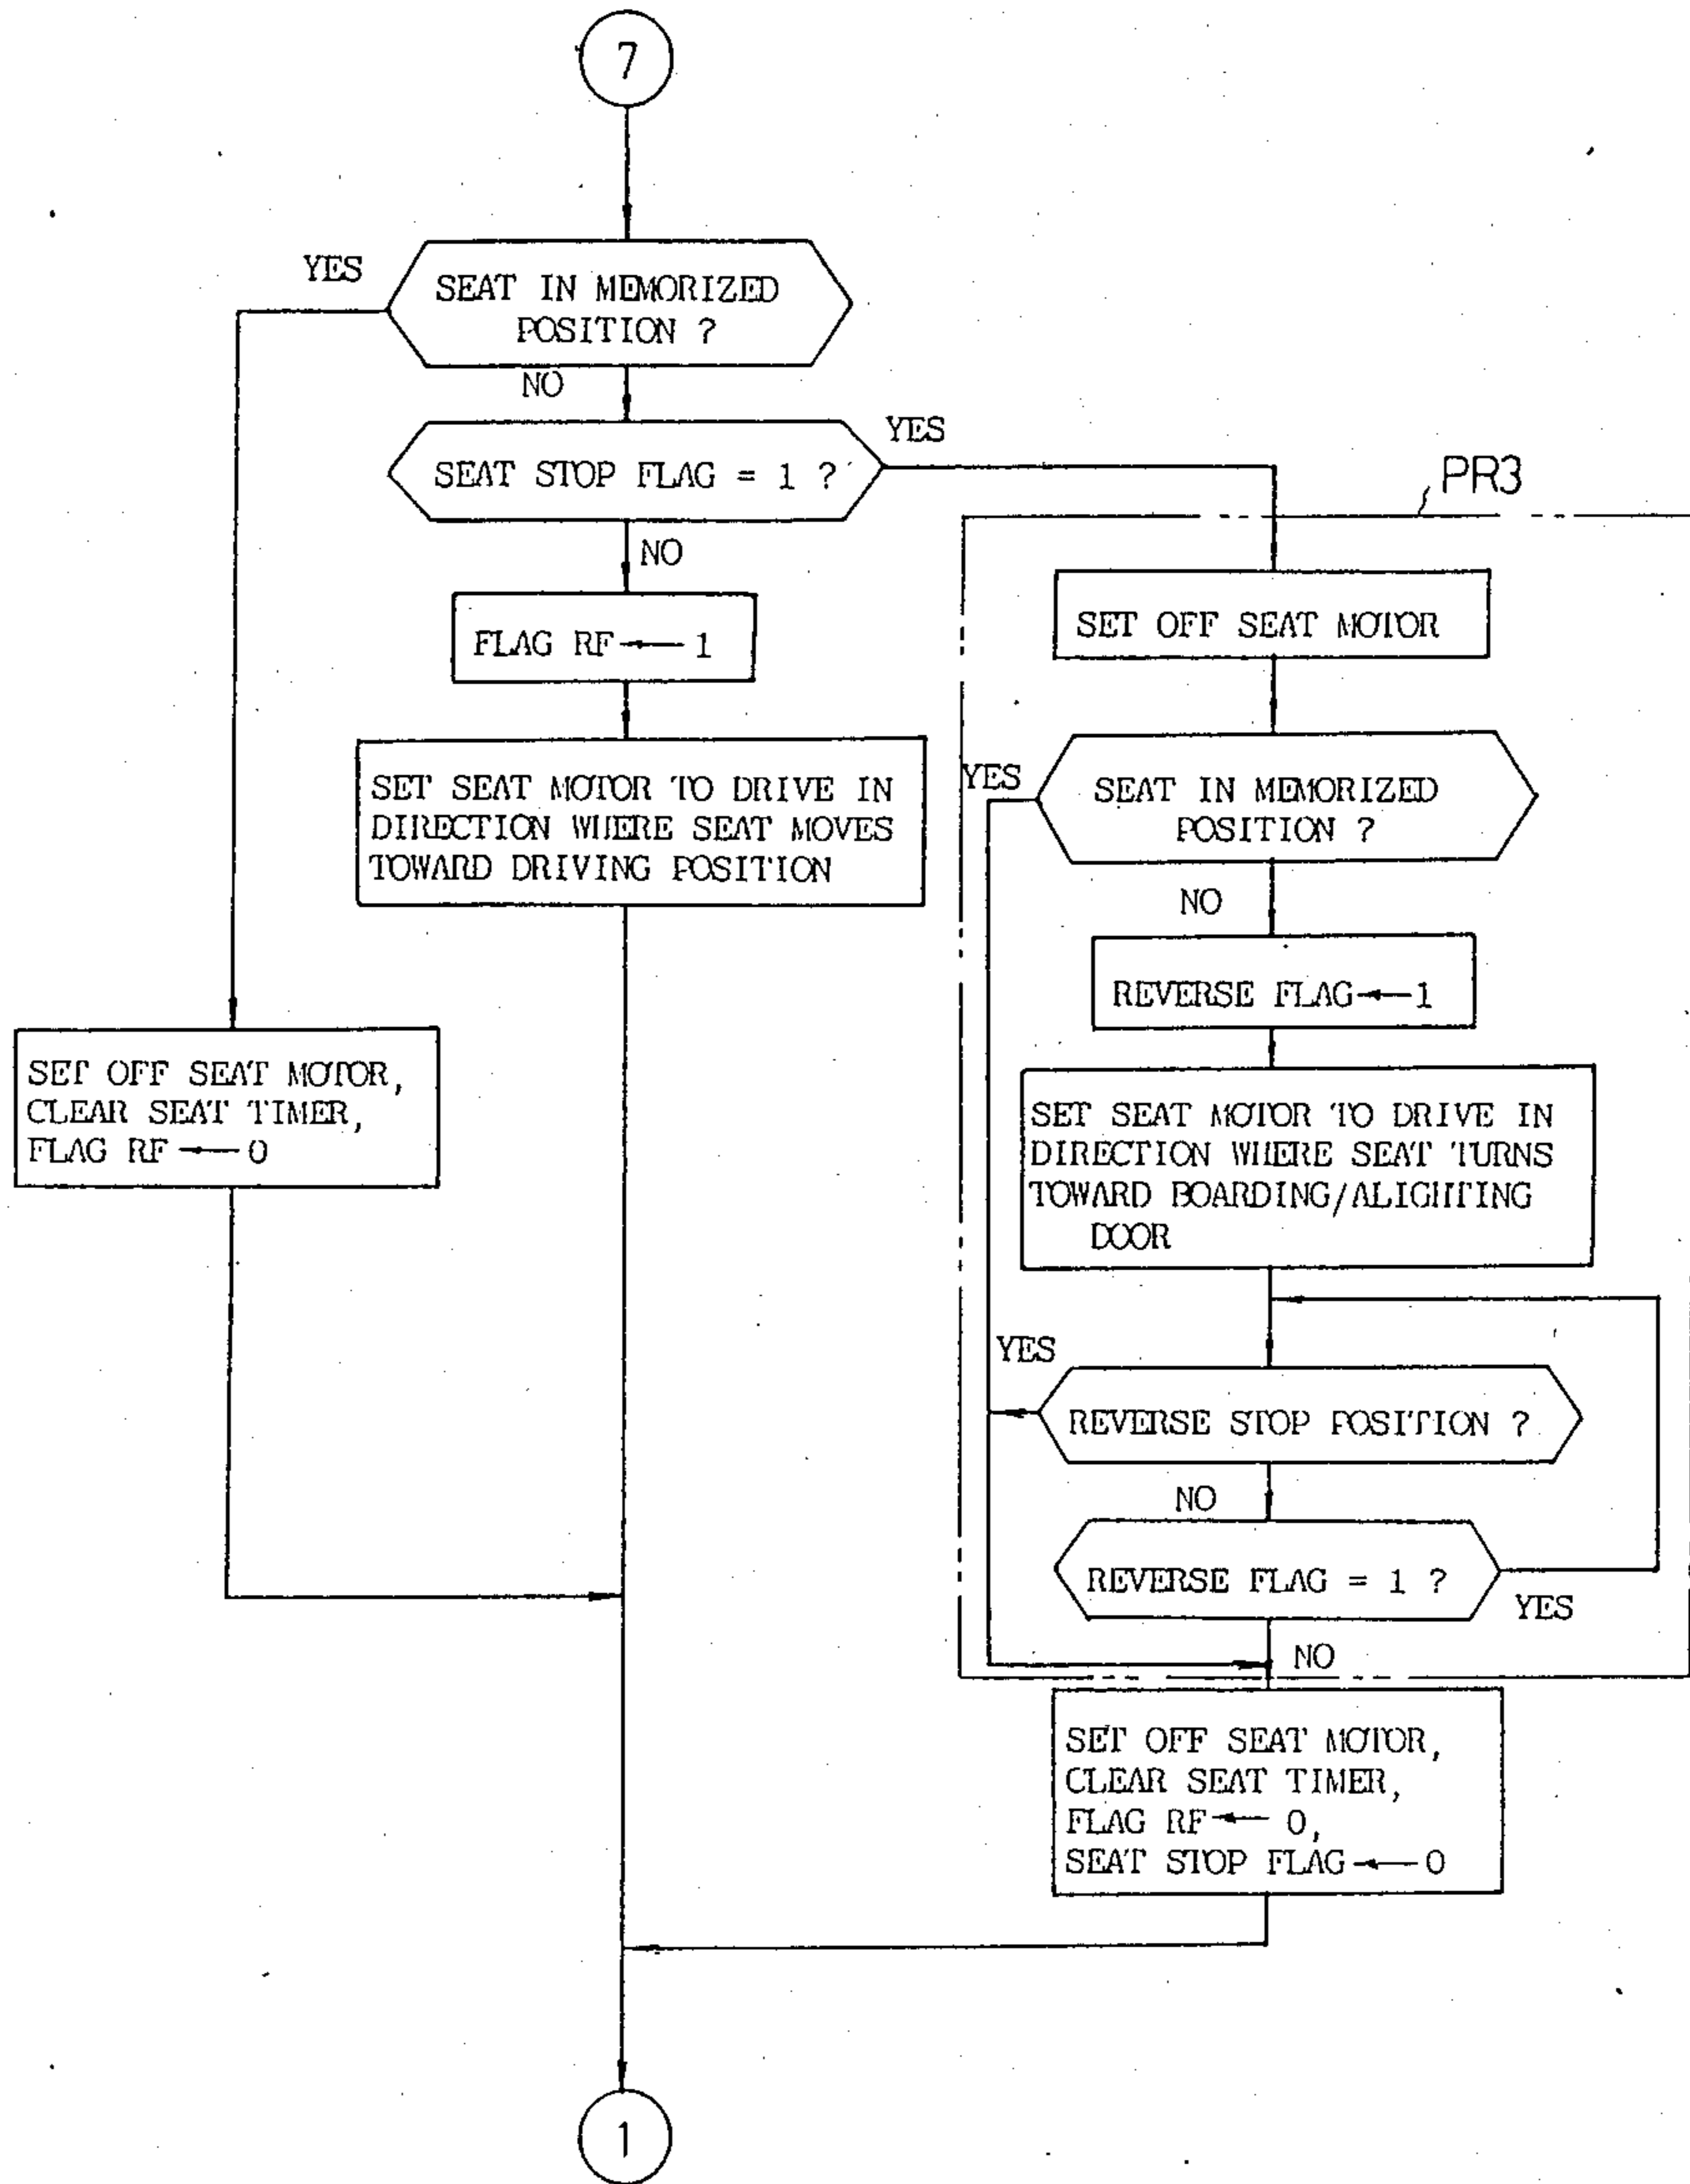 7
YES
SEAT IN MEMORIZED
POSITION ?
NO
YES
SEAT STOP FLAG = 1 ?
PR3
NO
FLAG RF ← 1
SET OFF SEAT MOTOR
SET SEAT MOTOR TO DRIVE IN
DIRECTION WHERE SEAT MOVES
TOWARD DRIVING POSITION
YES
SEAT IN MEMORIZED
POSITION ?
NO
REVERSE FLAG ← 1
SET OFF SEAT MOTOR,
CLEAR SEAT TIMER,
FLAG RF ← 0
SET SEAT MOTOR TO DRIVE IN
DIRECTION WHERE SEAT TURNS
TOWARD BOARDING/ALIGHTING
DOOR
YES
REVERSE STOP POSITION ?
NO
REVERSE FLAG = 1 ?
YES
NO
SET OFF SEAT MOTOR,
CLEAR SEAT TIMER,
FLAG RF ← 0,
SEAT STOP FLAG ← 0
1